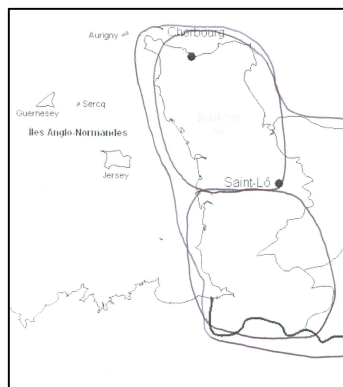 Aurigny
Cherbourg
Guernesey
Sercq
Iles Anglo-Normandes
Jersey
Saint-Lô